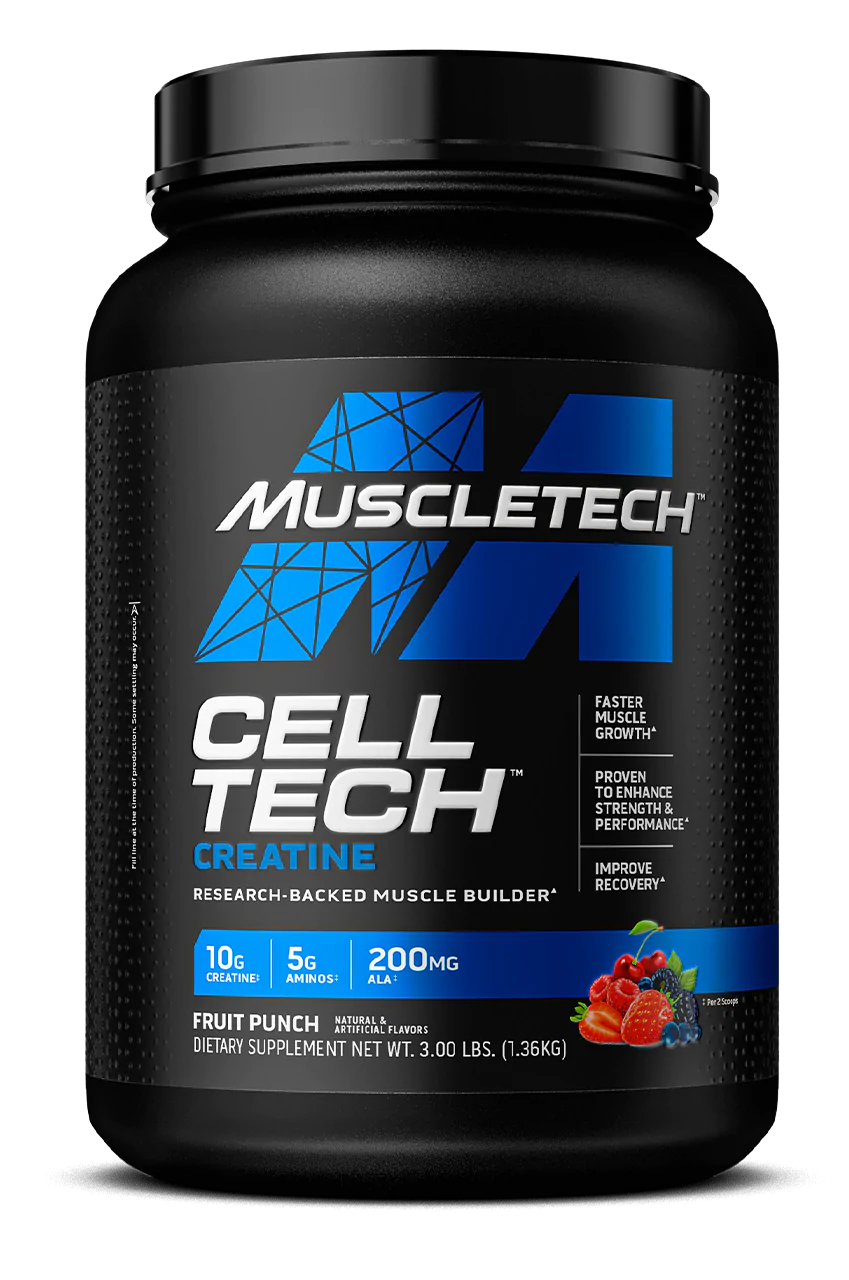 MUSCLETECH™
CELL
TECH™
CREATINE
RESEARCH-BACKED MUSCLE BUILDER▲
FASTER
MUSCLE
GROWTH▲
PROVEN
TO ENHANCE
STRENGTH &
PERFORMANCE▲
IMPROVE
RECOVERY▲
10G
CREATINE‡
5G
AMINOS‡
200MG
ALA‡
‡ Per 2 Scoops
FRUIT PUNCH
NATURAL &
ARTIFICIAL FLAVORS
DIETARY SUPPLEMENT NET WT. 3.00 LBS. (1.36KG)
Fill line at the time of production. Some settling may occur.